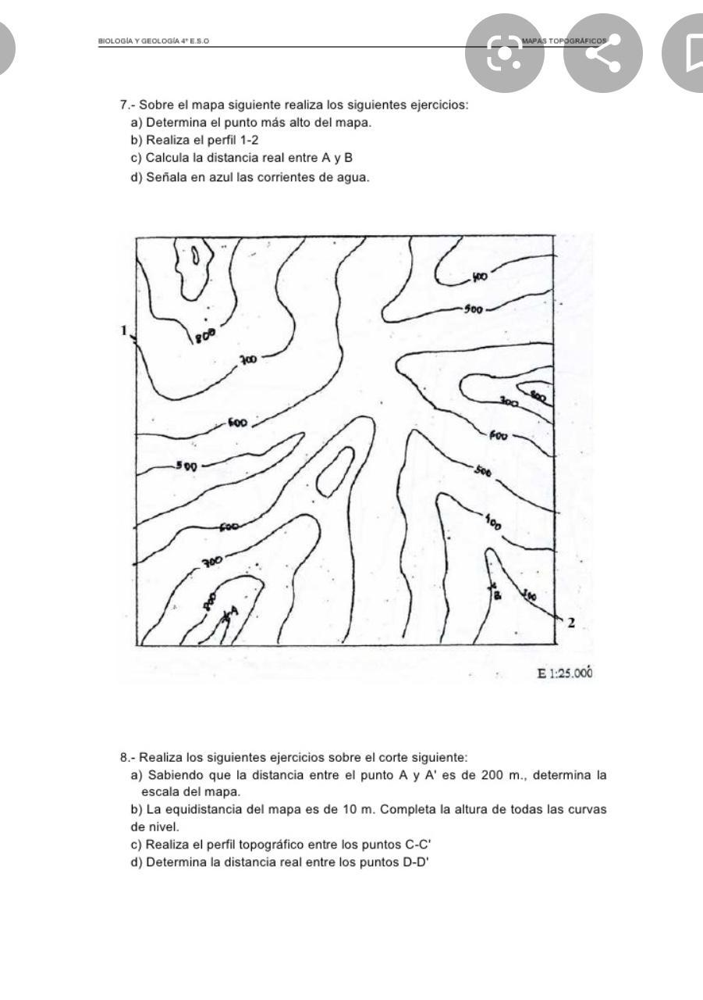 BIOLOGÍA Y GEOLOGÍA 4º E.S.O
MAPAS TOPOGRÁFICOS
7.- Sobre el mapa siguiente realiza los siguientes ejercicios:
a) Determina el punto más alto del mapa.
b) Realiza el perfil 1-2
c) Calcula la distancia real entre A y B
d) Señala en azul las corrientes de agua.
400
500
1
800
700
800
700
600
600
500
500
600
400
700
800
A
B
300
2
E 1:25.000
8.- Realiza los siguientes ejercicios sobre el corte siguiente:
a) Sabiendo que la distancia entre el punto A y A' es de 200 m., determina la
escala del mapa.
b) La equidistancia del mapa es de 10 m. Completa la altura de todas las curvas
de nivel.
c) Realiza el perfil topográfico entre los puntos C-C'
d) Determina la distancia real entre los puntos D-D'